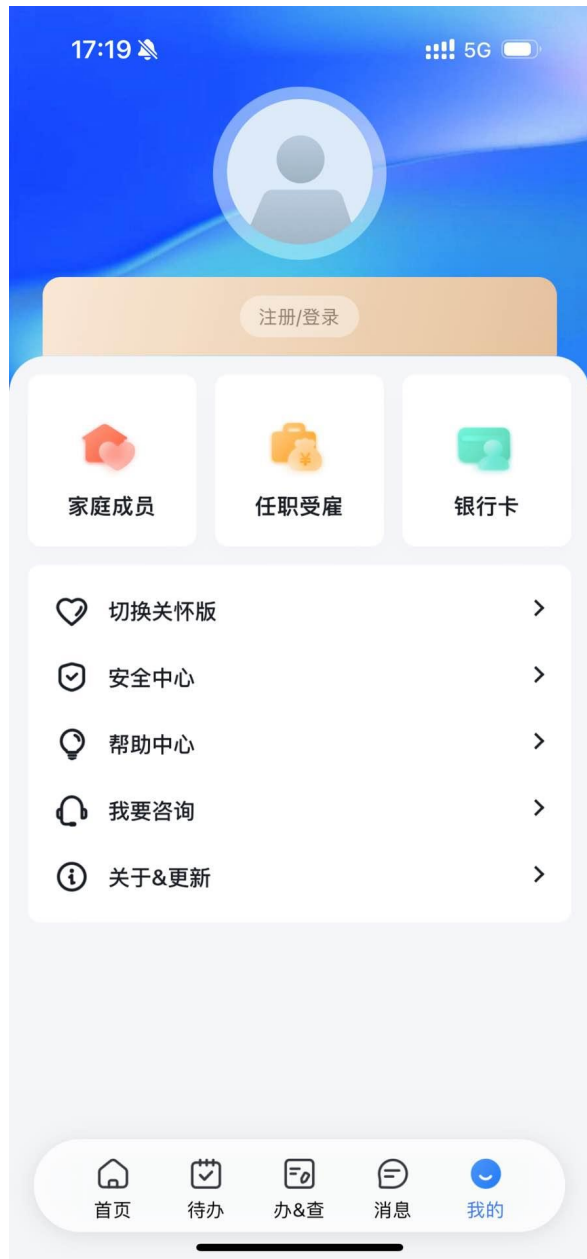 17:19 5G
注册/登录
家庭成员 任职受雇 银行卡
切换关怀版
安全中心
帮助中心
我要咨询
关于&更新
首页 待办 办&查 消息 我的